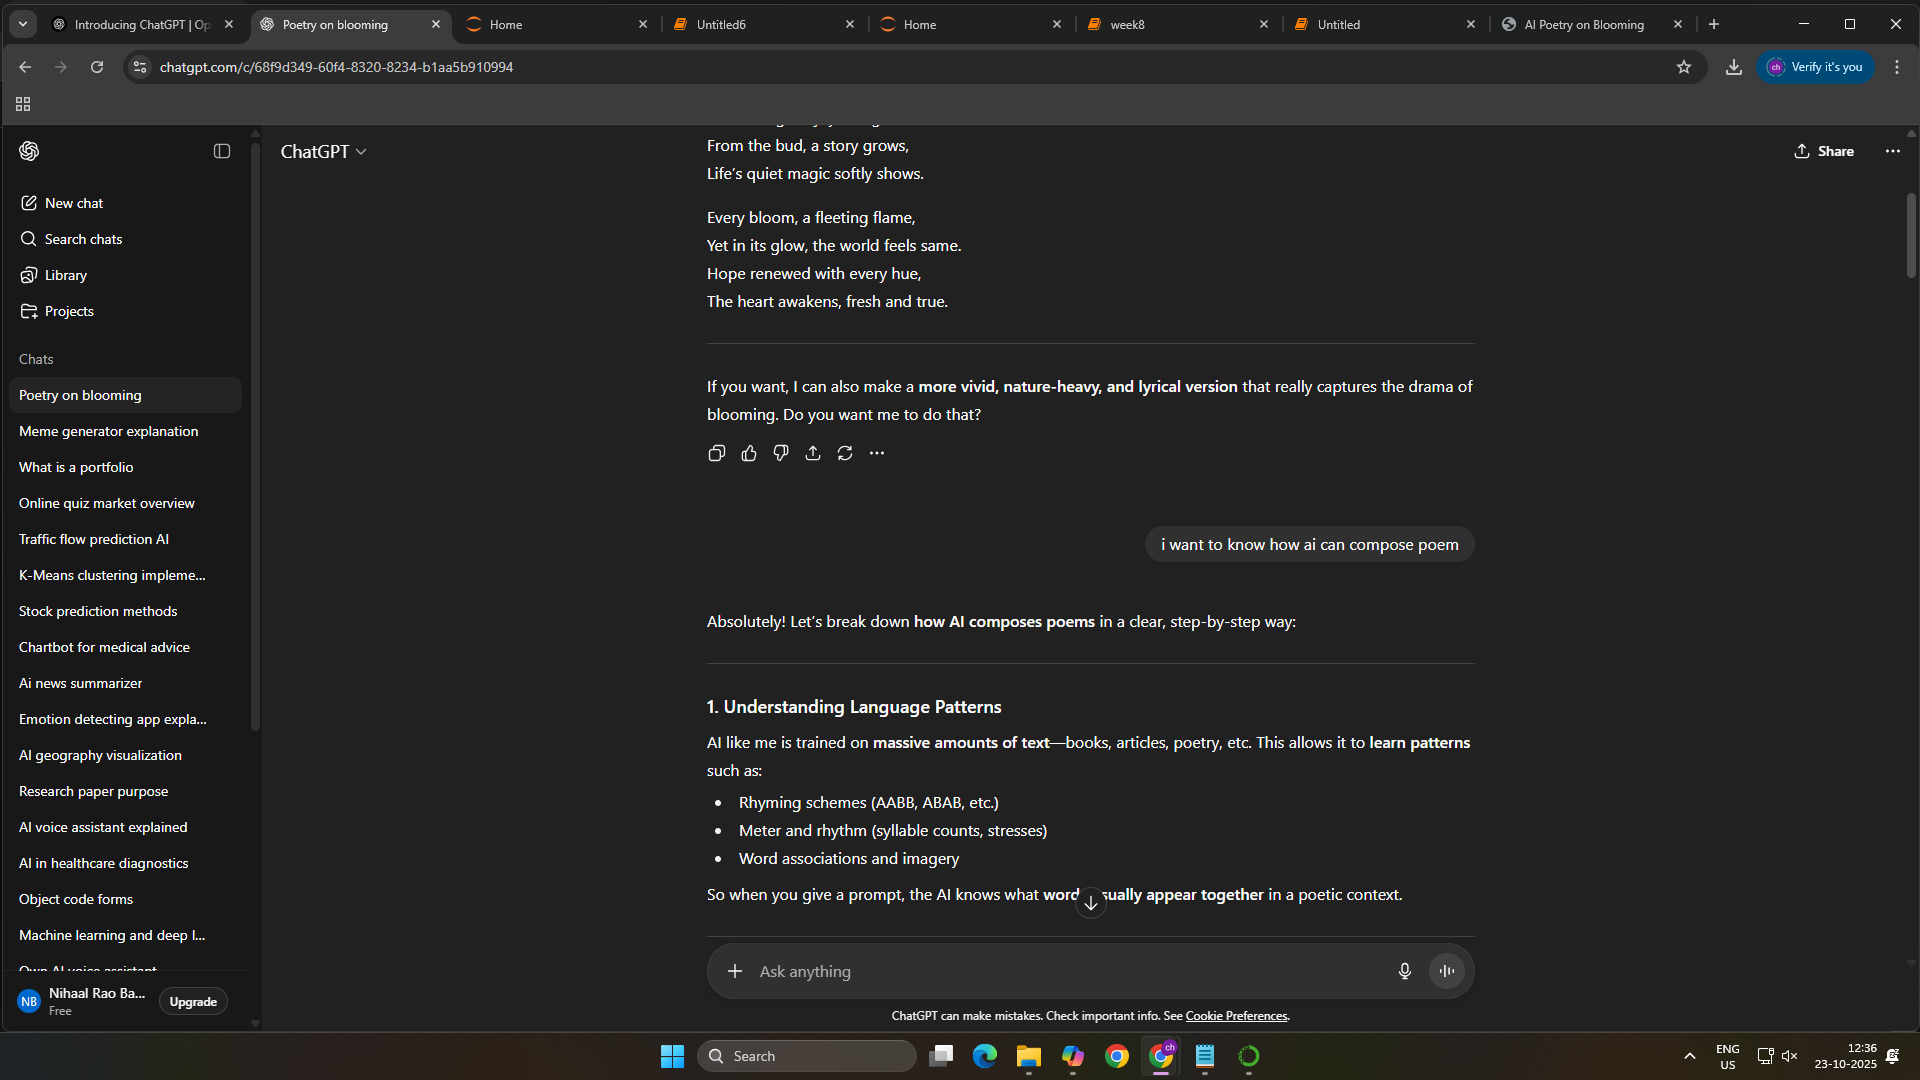 Introducing ChatGPT | Op
Poetry on blooming
Home
Untitled6
Home
week8
Untitled
AI Poetry on Blooming
chatgpt.com/c/68f9d349-60f4-8320-8234-b1aa5b910994
ch
Verify it's you
ChatGPT
Share
New chat
Search chats
Library
Projects
Chats
Poetry on blooming
Meme generator explanation
What is a portfolio
Online quiz market overview
Traffic flow prediction AI
K-Means clustering impleme...
Stock prediction methods
Chartbot for medical advice
Ai news summarizer
Emotion detecting app expla...
AI geography visualization
Research paper purpose
AI voice assistant explained
AI in healthcare diagnostics
Object code forms
Machine learning and deep l...
Own AI voice assistant
NB
Nihaal Rao Ba...
Free
Upgrade
From the bud, a story grows,
Life's quiet magic softly shows.
Every bloom, a fleeting flame,
Yet in its glow, the world feels same.
Hope renewed with every hue,
The heart awakens, fresh and true.
If you want, I can also make a more vivid, nature-heavy, and lyrical version that really captures the drama of
blooming. Do you want me to do that?
i want to know how ai can compose poem
Absolutely! Let's break down how AI composes poems in a clear, step-by-step way:
1. Understanding Language Patterns
AI like me is trained on massive amounts of text—books, articles, poetry, etc. This allows it to learn patterns
such as:
• Rhyming schemes (AABB, ABAB, etc.)
• Meter and rhythm (syllable counts, stresses)
• Word associations and imagery
So when you give a prompt, the AI knows what word sually appear together in a poetic context.
Ask anything
ChatGPT can make mistakes. Check important info. See Cookie Preferences.
Search
ch
ENG
US
12:36
23-10-2025